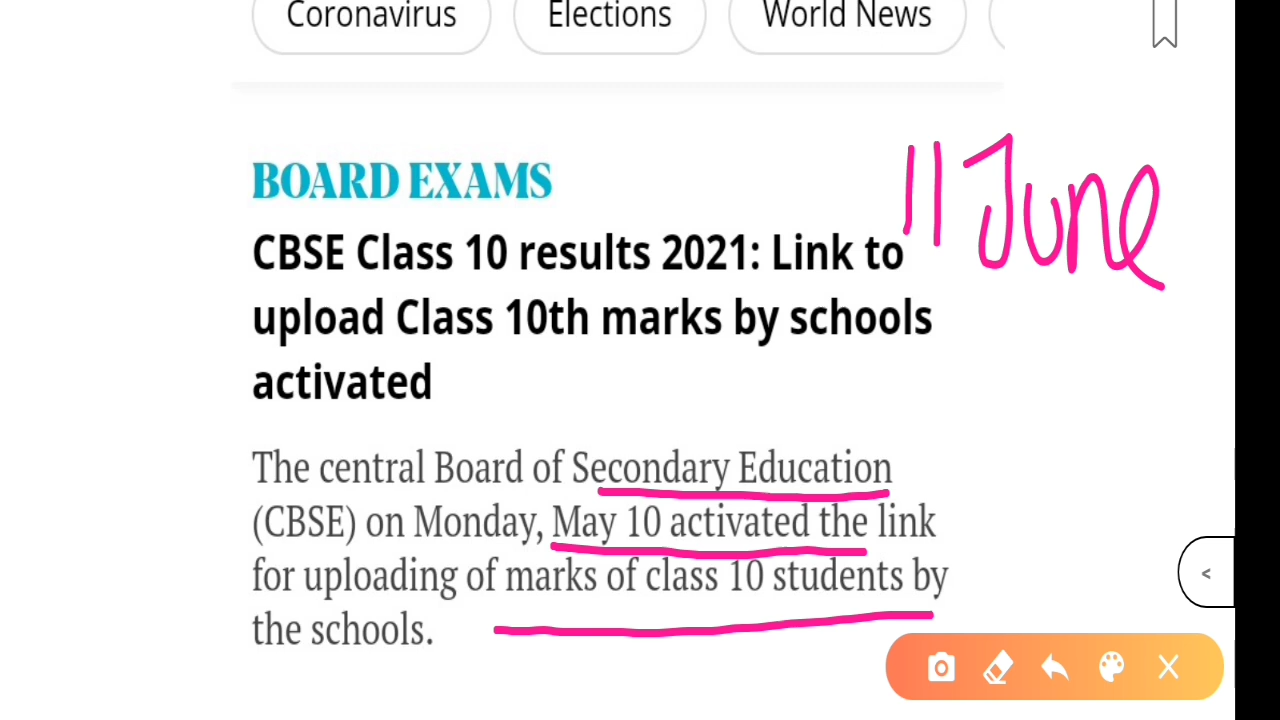 Coronavirus
Elections
World News
BOARD EXAMS
11 June
CBSE Class 10 results 2021: Link to
upload Class 10th marks by schools
activated
The central Board of Secondary Education
(CBSE) on Monday, May 10 activated the link
for uploading of marks of class 10 students by
the schools.
<